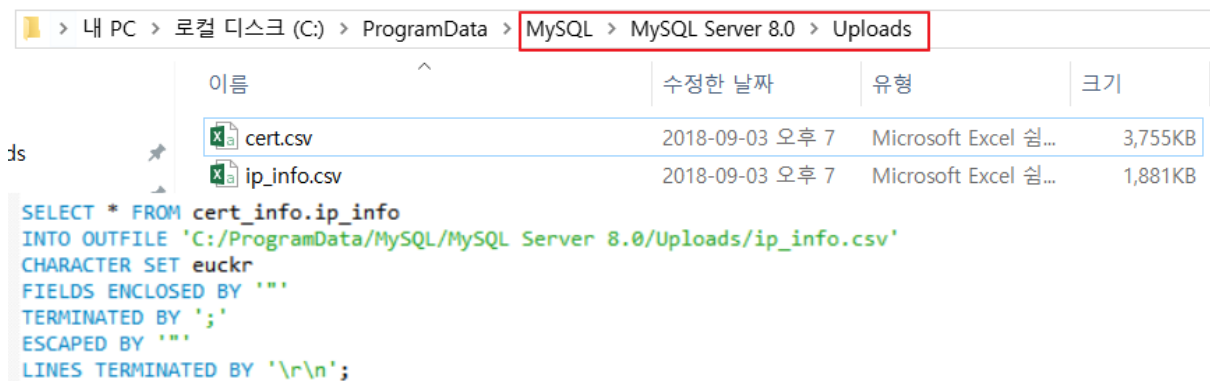 > 내 PC > 로컬 디스크 (C:) > ProgramData > MySQL > MySQL Server 8.0 > Uploads
이름 수정한 날짜 유형 크기
cert.csv 2018-09-03 오후 7 Microsoft Excel 쉼... 3,755KB
ds
ip_info.csv 2018-09-03 오후 7 Microsoft Excel 쉼... 1,881KB
SELECT * FROM cert_info.ip_info
INTO OUTFILE 'C:/ProgramData/MySQL/MySQL Server 8.0/Uploads/ip_info.csv'
CHARACTER SET euckr
FIELDS ENCLOSED BY '"'
TERMINATED BY ';'
ESCAPED BY '"'
LINES TERMINATED BY '\r\n';